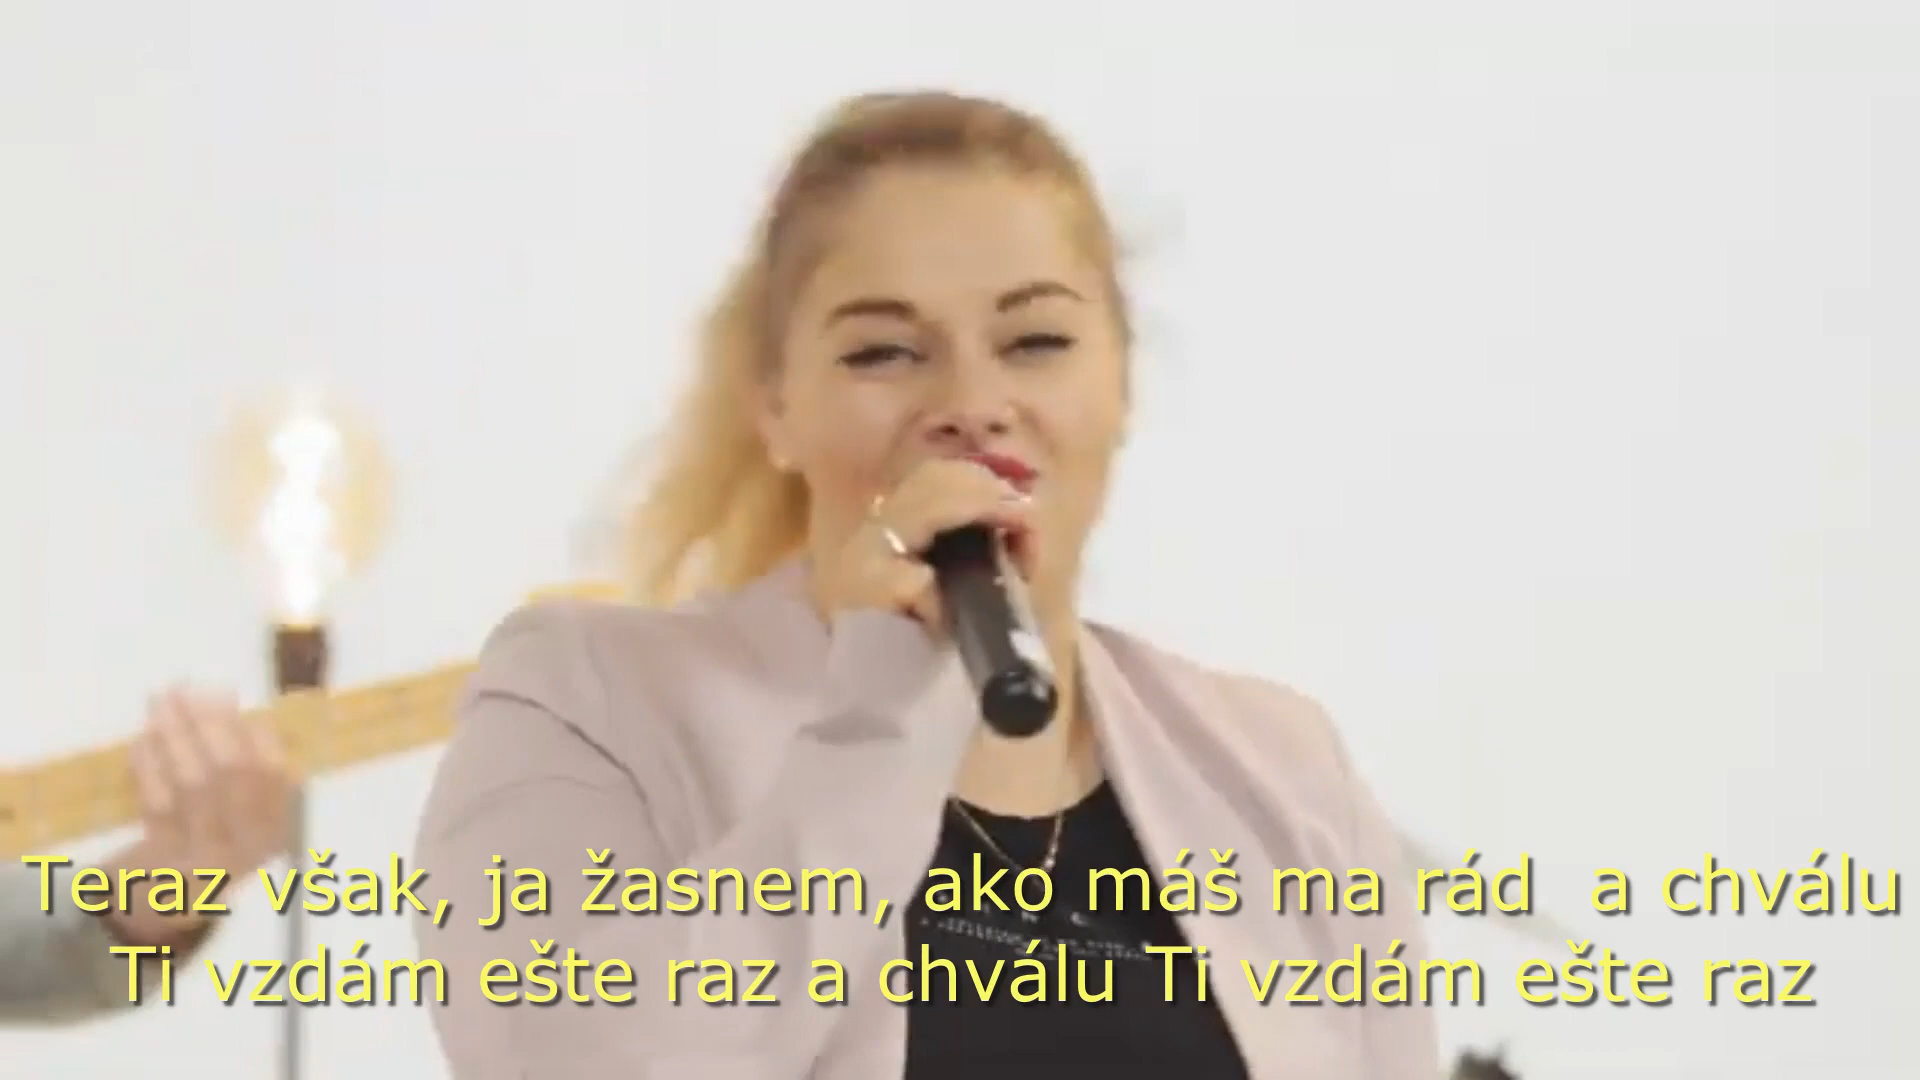 Teraz však, ja žasnem, ako máš ma rád  a chválu
Ti vzdám ešte raz a chválu Ti vzdám ešte raz